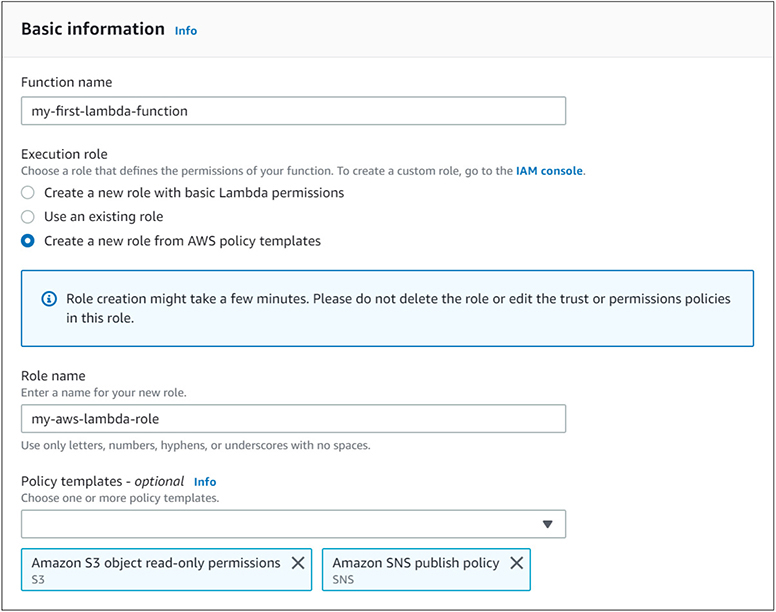 Basic information Info
Function name
my-first-lambda-function
Execution role
Choose a role that defines the permissions of your function. To create a custom role, go to the IAM console.
Create a new role with basic Lambda permissions
Use an existing role
Create a new role from AWS policy templates
Role creation might take a few minutes. Please do not delete the role or edit the trust or permissions policies
in this role.
Role name
Enter a name for your new role.
my-aws-lambda-role
Use only letters, numbers, hyphens, or underscores with no spaces.
Policy templates - optional Info
Choose one or more policy templates.
Amazon S3 object read-only permissions
S3
Amazon SNS publish policy
SNS